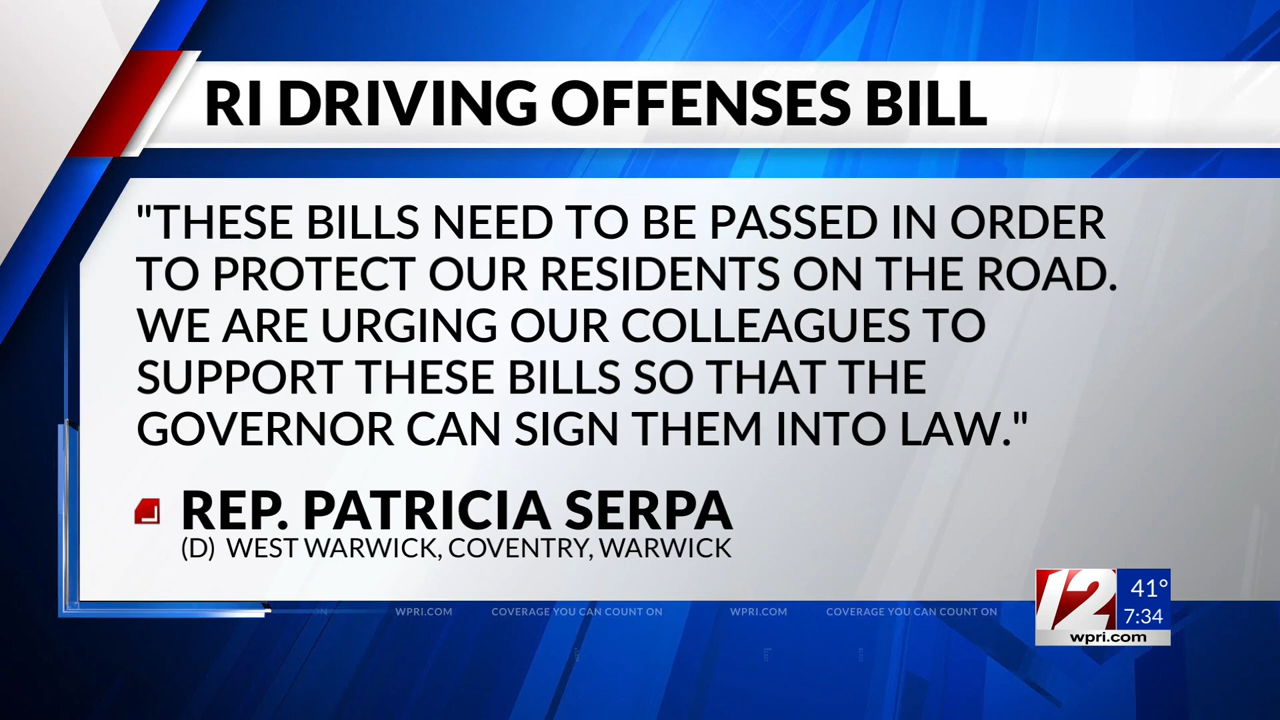 RI DRIVING OFFENSES BILL
"THESE BILLS NEED TO BE PASSED IN ORDER
TO PROTECT OUR RESIDENTS ON THE ROAD.
WE ARE URGING OUR COLLEAGUES TO
SUPPORT THESE BILLS SO THAT THE
GOVERNOR CAN SIGN THEM INTO LAW."
REP. PATRICIA SERPA
(D) WEST WARWICK, COVENTRY, WARWICK
WPRI.COM COVERAGE YOU CAN COUNT ON WPRI.COM COVERAGE YOU CAN COUNT ON
12 41°
7:34
wpri.com